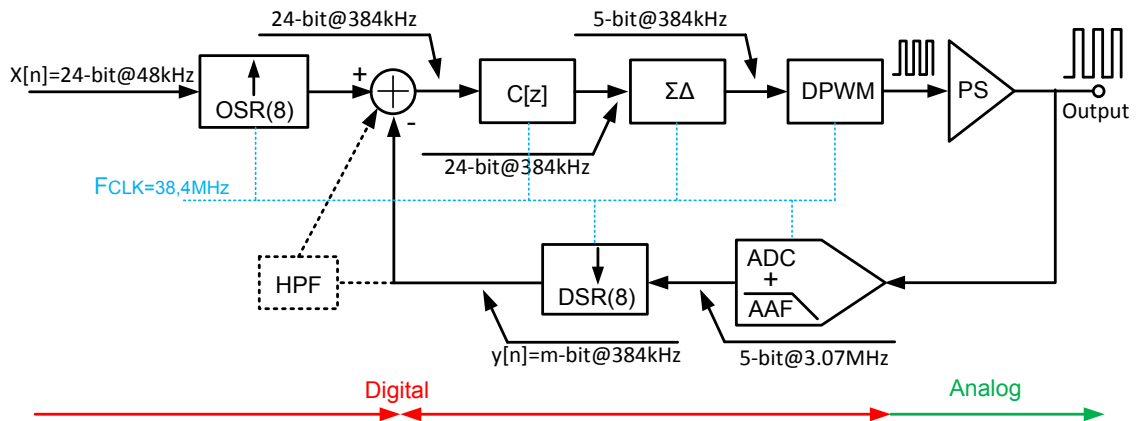 24-bit@384kHz
5-bit@384kHz
X[n]=24-bit@48kHz
OSR(8)
+
-
C[z]
ΣΔ
DPWM
PS
Output
24-bit@384kHz
FCLK=38,4MHz
HPF
DSR(8)
ADC
+
AAF
y[n]=m-bit@384kHz
5-bit@3.07MHz
Digital
Analog